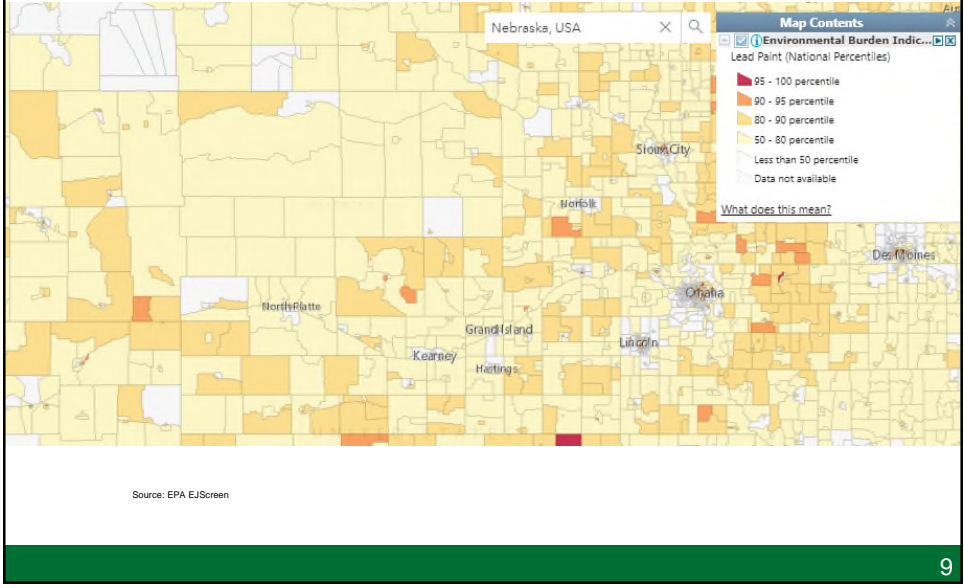 Nebraska, USA
Map Contents
Environmental Burden Indic...
Lead Paint (National Percentiles)
95 - 100 percentile
90 - 95 percentile
80 - 90 percentile
50 - 80 percentile
Less than 50 percentile
Data not available
What does this mean?
Sioux City
Norfolk
Des Moines
Omaha
North Platte
Grand Island
Lincoln
Kearney
Hastings
Source: EPA EJScreen
9